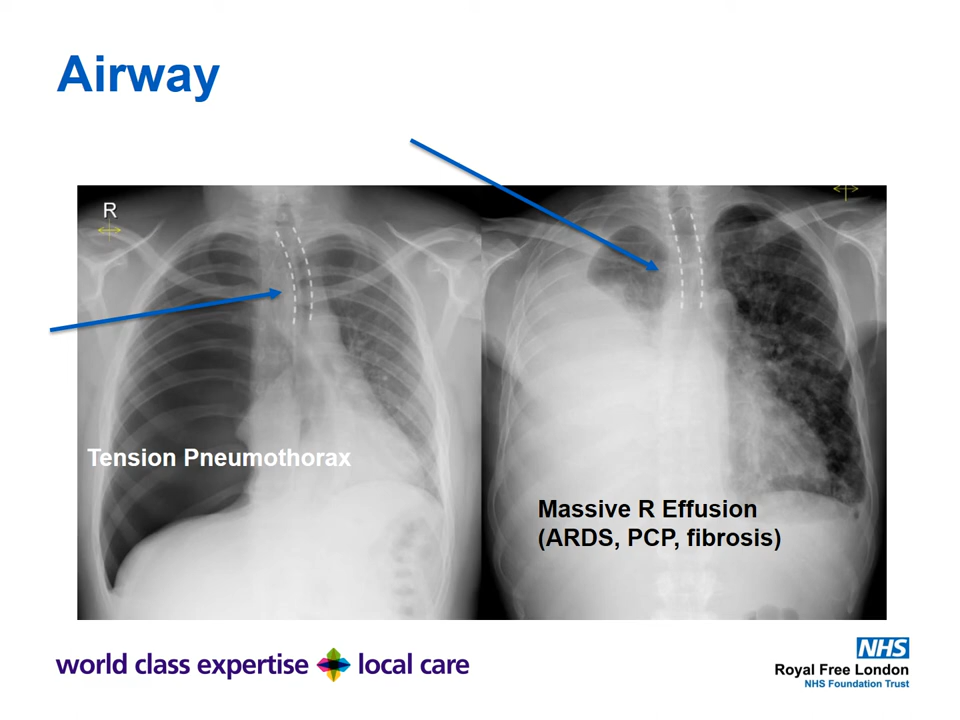 Airway
R
Tension Pneumothorax
Massive R Effusion
(ARDS, PCP, fibrosis)
world class expertise local care
NHS
Royal Free London
NHS Foundation Trust